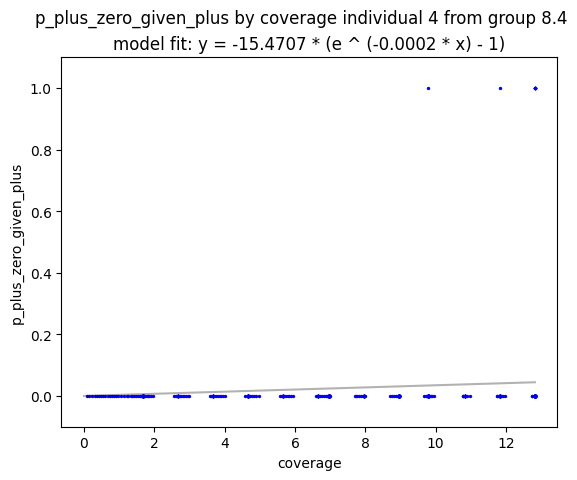 p_plus_zero_given_plus by coverage individual 4 from group 8.4
model fit: y = -15.4707 * (e ^ (-0.0002 * x) - 1)
1.0
0.8
0.6
0.4
0.2
0.0
p_plus_zero_given_plus
0 2 4 6 8 10 12
coverage